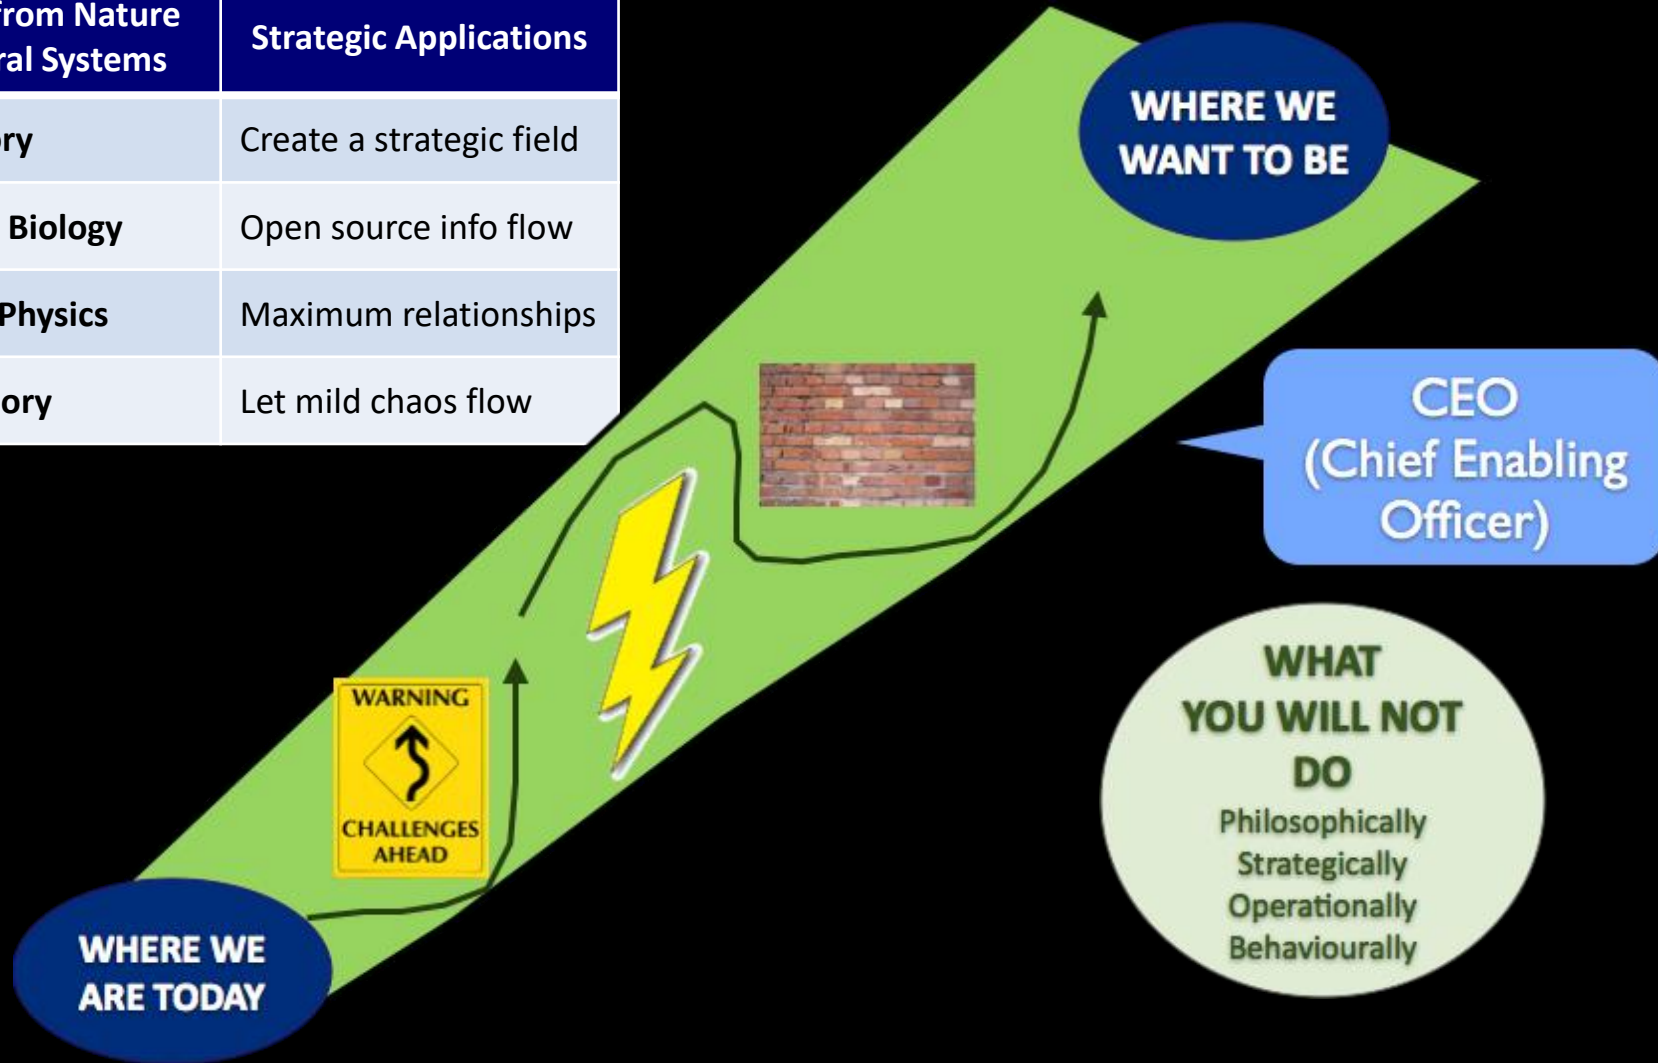 from Nature
ral Systems
Strategic Applications
ory
Create a strategic field
Biology
Open source info flow
Physics
Maximum relationships
ory
Let mild chaos flow
WHERE WE
WANT TO BE
CEO
(Chief Enabling
Officer)
WARNING
CHALLENGES
AHEAD
WHAT
YOU WILL NOT
DO
Philosophically
Strategically
Operationally
Behaviourally
WHERE WE
ARE TODAY